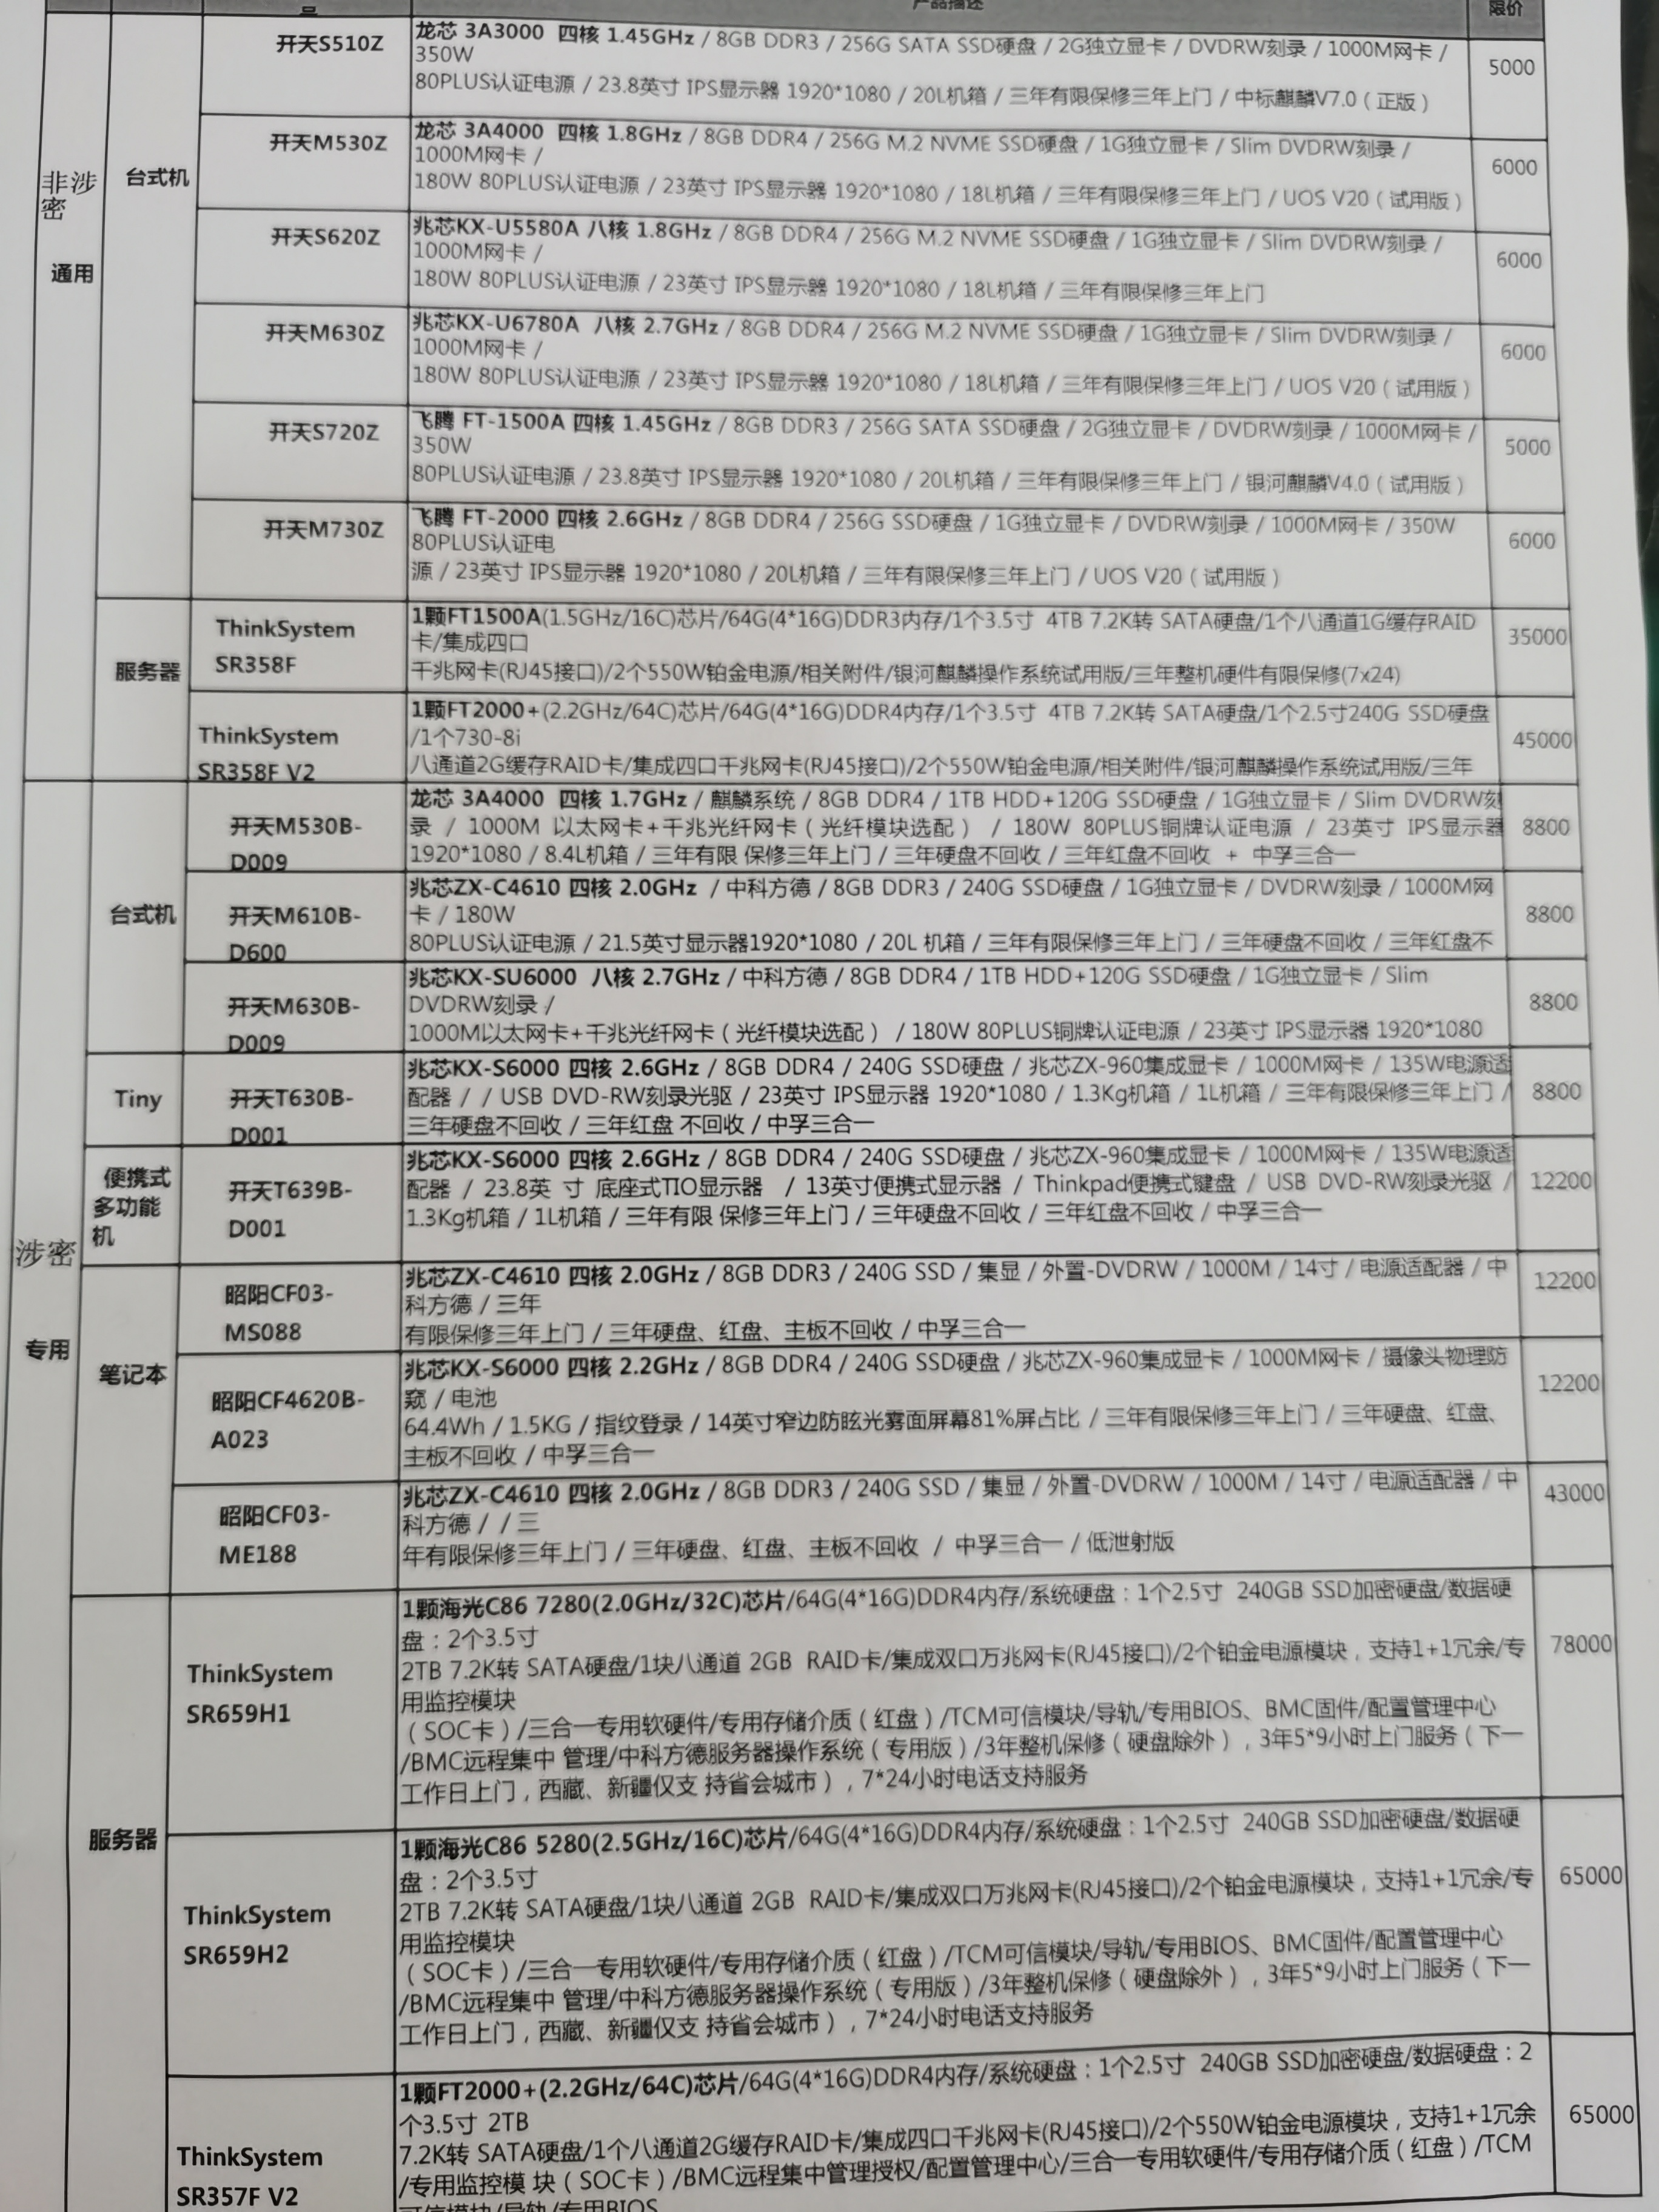 产品描述
限价
非涉
密
通用
台式机
开天S510Z
龙芯 3A3000 四核 1.45GHz / 8GB DDR3 / 256G SATA SSD硬盘 / 2G独立显卡 / DVDRW刻录 / 1000M网卡 /
350W
80PLUS认证电源 / 23.8英寸 IPS显示器 1920*1080 / 20L机箱 / 三年有限保修三年上门 / 中标麒麟V7.0（正版）
5000
开天M530Z
龙芯 3A4000 四核 1.8GHz / 8GB DDR4 / 256G M.2 NVME SSD硬盘 / 1G独立显卡 / Slim DVDRW刻录 /
1000M网卡 /
180W 80PLUS认证电源 / 23英寸 IPS显示器 1920*1080 / 18L机箱 / 三年有限保修三年上门 / UOS V20（试用版）
6000
开天S620Z
兆芯KX-U5580A 八核 1.8GHz / 8GB DDR4 / 256G M.2 NVME SSD硬盘 / 1G独立显卡 / Slim DVDRW刻录 /
1000M网卡 /
180W 80PLUS认证电源 / 23英寸 IPS显示器 1920*1080 / 18L机箱 / 三年有限保修三年上门
6000
开天M630Z
兆芯KX-U6780A 八核 2.7GHz / 8GB DDR4 / 256G M.2 NVME SSD硬盘 / 1G独立显卡 / Slim DVDRW刻录 /
1000M网卡 /
180W 80PLUS认证电源 / 23英寸 IPS显示器 1920*1080 / 18L机箱 / 三年有限保修三年上门 / UOS V20（试用版）
6000
开天S720Z
飞腾 FT-1500A 四核 1.45GHz / 8GB DDR3 / 256G SATA SSD硬盘 / 2G独立显卡 / DVDRW刻录 / 1000M网卡 /
350W
80PLUS认证电源 / 23.8英寸 IPS显示器 1920*1080 / 20L机箱 / 三年有限保修三年上门 / 银河麒麟V4.0（试用版）
5000
开天M730Z
飞腾 FT-2000 四核 2.6GHz / 8GB DDR4 / 256G SSD硬盘 / 1G独立显卡 / DVDRW刻录 / 1000M网卡 / 350W
80PLUS认证电
源 / 23英寸 IPS显示器 1920*1080 / 20L机箱 / 三年有限保修三年上门 / UOS V20（试用版）
6000
服务器
ThinkSystem
SR358F
1颗FT1500A(1.5GHz/16C)芯片/64G(4*16G)DDR3内存/1个3.5寸 4TB 7.2K转 SATA硬盘/1个八通道1G缓存RAID
卡/集成四口
千兆网卡(RJ45接口)/2个550W铂金电源/相关附件/银河麒麟操作系统试用版/三年整机硬件有限保修(7x24)
35000
ThinkSystem
SR358F V2
1颗FT2000+(2.2GHz/64C)芯片/64G(4*16G)DDR4内存/1个3.5寸 4TB 7.2K转 SATA硬盘/1个2.5寸240G SSD硬盘
/1个730-8i
八通道2G缓存RAID卡/集成四口千兆网卡(RJ45接口)/2个550W铂金电源/相关附件/银河麒麟操作系统试用版/三年
45000
涉密
专用
台式机
开天M530B-
D009
龙芯 3A4000 四核 1.7GHz / 麒麟系统 / 8GB DDR4 / 1TB HDD+120G SSD硬盘 / 1G独立显卡 / Slim DVDRW刻
录 / 1000M 以太网卡+千兆光纤网卡（光纤模块选配） / 180W 80PLUS铜牌认证电源 / 23英寸 IPS显示器
1920*1080 / 8.4L机箱 / 三年有限 保修三年上门 / 三年硬盘不回收 / 三年红盘不回收 + 中孚三合一
8800
开天M610B-
D600
兆芯ZX-C4610 四核 2.0GHz / 中科方德 / 8GB DDR3 / 240G SSD硬盘 / 1G独立显卡 / DVDRW刻录 / 1000M网
卡 / 180W
80PLUS认证电源 / 21.5英寸显示器1920*1080 / 20L 机箱 / 三年有限保修三年上门 / 三年硬盘不回收 / 三年红盘不
8800
开天M630B-
D009
兆芯KX-SU6000 八核 2.7GHz / 中科方德 / 8GB DDR4 / 1TB HDD+120G SSD硬盘 / 1G独立显卡 / Slim
DVDRW刻录 /
1000M以太网卡+千兆光纤网卡（光纤模块选配） / 180W 80PLUS铜牌认证电源 / 23英寸 IPS显示器 1920*1080
8800
Tiny
开天T630B-
D001
兆芯KX-S6000 四核 2.6GHz / 8GB DDR4 / 240G SSD硬盘 / 兆芯ZX-960集成显卡 / 1000M网卡 / 135W电源适
配器 / / USB DVD-RW刻录光驱 / 23英寸 IPS显示器 1920*1080 / 1.3Kg机箱 / 1L机箱 / 三年有限保修三年上门 /
三年硬盘不回收 / 三年红盘 不回收 / 中孚三合一
8800
便携式
多功能
机
开天T639B-
D001
兆芯KX-S6000 四核 2.6GHz / 8GB DDR4 / 240G SSD硬盘 / 兆芯ZX-960集成显卡 / 1000M网卡 / 135W电源适
配器 / 23.8英 寸 底座式TIO显示器 / 13英寸便携式显示器 / Thinkpad便携式键盘 / USB DVD-RW刻录光驱 /
1.3Kg机箱 / 1L机箱 / 三年有限 保修三年上门 / 三年硬盘不回收 / 三年红盘不回收 / 中孚三合一
12200
笔记本
昭阳CF03-
MS088
兆芯ZX-C4610 四核 2.0GHz / 8GB DDR3 / 240G SSD / 集显 / 外置-DVDRW / 1000M / 14寸 / 电源适配器 / 中
科方德 / 三年
有限保修三年上门 / 三年硬盘、红盘、主板不回收 / 中孚三合一
12200
昭阳CF4620B-
A023
兆芯KX-S6000 四核 2.2GHz / 8GB DDR4 / 240G SSD硬盘 / 兆芯ZX-960集成显卡 / 1000M网卡 / 摄像头物理防
窥 / 电池
64.4Wh / 1.5KG / 指纹登录 / 14英寸窄边防眩光雾面屏幕81%屏占比 / 三年有限保修三年上门 / 三年硬盘、红盘、
主板不回收 / 中孚三合一
12200
昭阳CF03-
ME188
兆芯ZX-C4610 四核 2.0GHz / 8GB DDR3 / 240G SSD / 集显 / 外置-DVDRW / 1000M / 14寸 / 电源适配器 / 中
科方德 / / 三
年有限保修三年上门 / 三年硬盘、红盘、主板不回收 / 中孚三合一 / 低泄射版
43000
服务器
ThinkSystem
SR659H1
1颗海光C86 7280(2.0GHz/32C)芯片/64G(4*16G)DDR4内存/系统硬盘：1个2.5寸 240GB SSD加密硬盘/数据硬
盘：2个3.5寸
2TB 7.2K转 SATA硬盘/1块八通道 2GB RAID卡/集成双口万兆网卡(RJ45接口)/2个铂金电源模块，支持1+1冗余/专
用监控模块
（SOC卡）/三合一专用软硬件/专用存储介质（红盘）/TCM可信模块/导轨/专用BIOS、BMC固件/配置管理中心
/BMC远程集中 管理/中科方德服务器操作系统（专用版）/3年整机保修（硬盘除外），3年5*9小时上门服务（下一
工作日上门，西藏、新疆仅支 持省会城市），7*24小时电话支持服务
78000
ThinkSystem
SR659H2
1颗海光C86 5280(2.5GHz/16C)芯片/64G(4*16G)DDR4内存/系统硬盘：1个2.5寸 240GB SSD加密硬盘/数据硬
盘：2个3.5寸
2TB 7.2K转 SATA硬盘/1块八通道 2GB RAID卡/集成双口万兆网卡(RJ45接口)/2个铂金电源模块，支持1+1冗余/专
用监控模块
（SOC卡）/三合一专用软硬件/专用存储介质（红盘）/TCM可信模块/导轨/专用BIOS、BMC固件/配置管理中心
/BMC远程集中 管理/中科方德服务器操作系统（专用版）/3年整机保修（硬盘除外），3年5*9小时上门服务（下一
工作日上门，西藏、新疆仅支 持省会城市），7*24小时电话支持服务
65000
ThinkSystem
SR357F V2
1颗FT2000+(2.2GHz/64C)芯片/64G(4*16G)DDR4内存/系统硬盘：1个2.5寸 240GB SSD加密硬盘/数据硬盘：2
个3.5寸 2TB
7.2K转 SATA硬盘/1个八通道2G缓存RAID卡/集成四口千兆网卡(RJ45接口)/2个550W铂金电源模块，支持1+1冗余
/专用监控模 块（SOC卡）/BMC远程集中管理授权/配置管理中心/三合一专用软硬件/专用存储介质（红盘）/TCM
可信模块/导轨/专用BIOS
65000